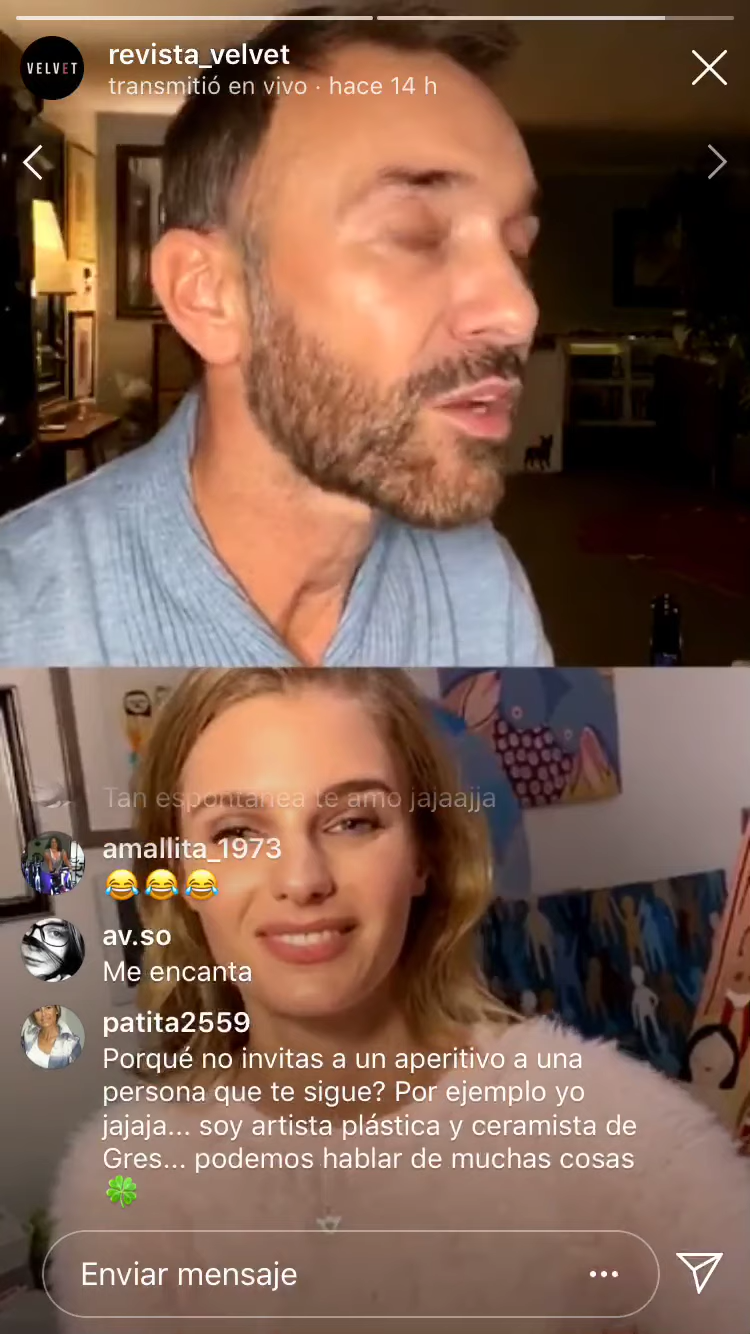 VELVET
revista_velvet
transmitió en vivo · hace 14 h
Tan espontanea te amo jajaajja
amallita_1973
😂😂😂
av.so
Me encanta
patita2559
Porqué no invitas a un aperitivo a una
persona que te sigue? Por ejemplo yo
jajaja... soy artista plástica y ceramista de
Gres... podemos hablar de muchas cosas
🍀
Enviar mensaje